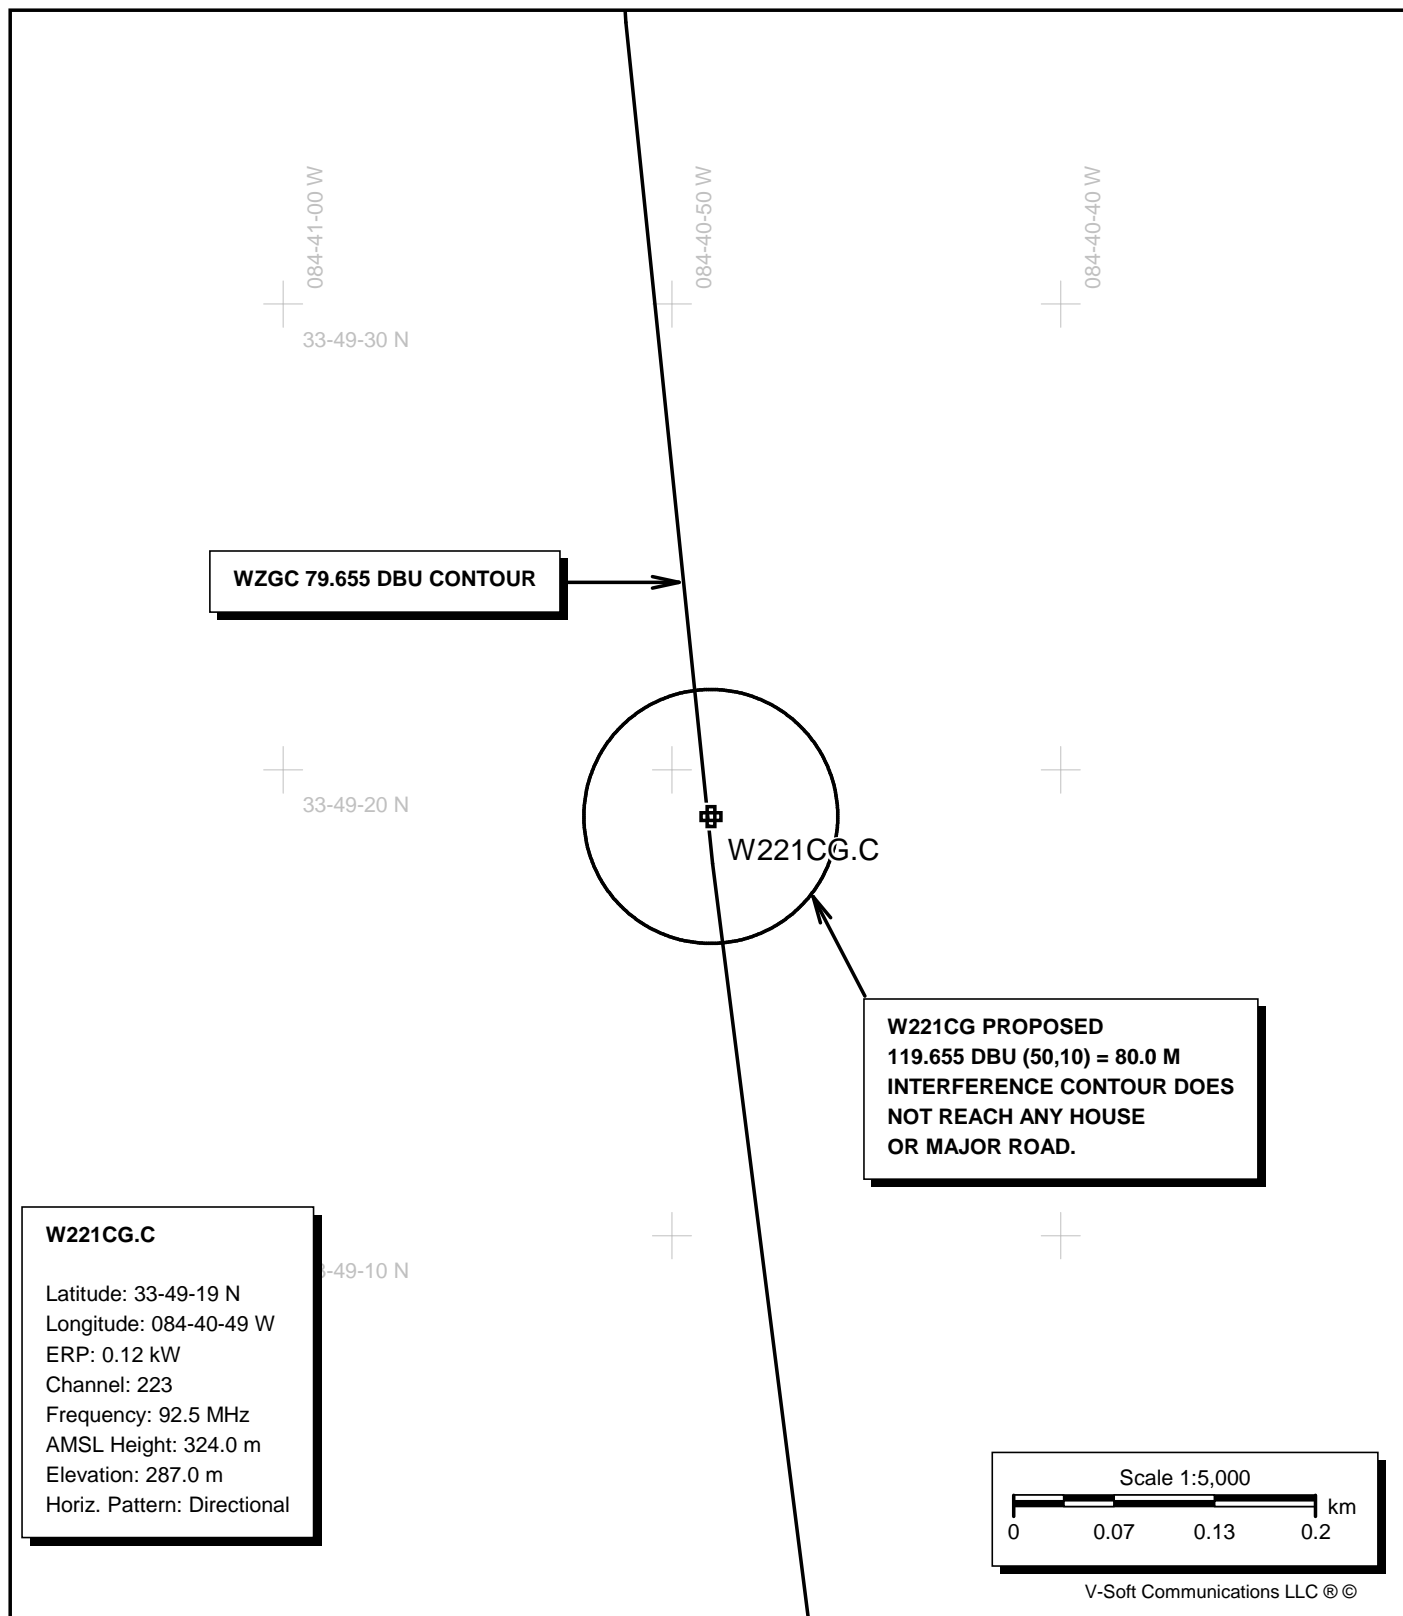 084-41-00 W
084-40-50 W
084-40-40 W
33-49-30 N
WZGC 79.655 DBU CONTOUR
33-49-20 N
W221CG.C
W221CG PROPOSED
119.655 DBU (50,10) = 80.0 M
INTERFERENCE CONTOUR DOES
NOT REACH ANY HOUSE
OR MAJOR ROAD.
-49-10 N
W221CG.C
Latitude: 33-49-19 N
Longitude: 084-40-49 W
ERP: 0.12 kW
Channel: 223
Frequency: 92.5 MHz
AMSL Height: 324.0 m
Elevation: 287.0 m
Horiz. Pattern: Directional
Scale 1:5,000
km
0 0.07 0.13 0.2
V-Soft Communications LLC ® ©